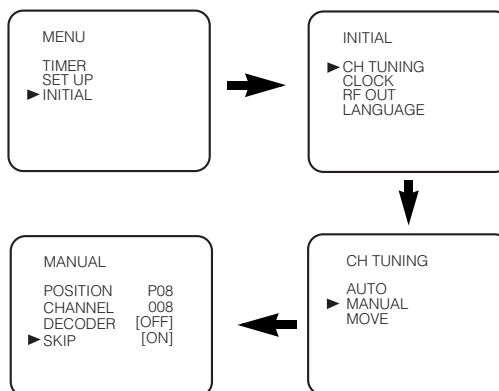 MENU
TIMER
SET UP
►INITIAL
INITIAL
►CH TUNING
CLOCK
RF OUT
LANGUAGE
CH TUNING
AUTO
►MANUAL
MOVE
MANUAL
POSITION P08
CHANNEL 008
DECODER [OFF]
►SKIP [ON]